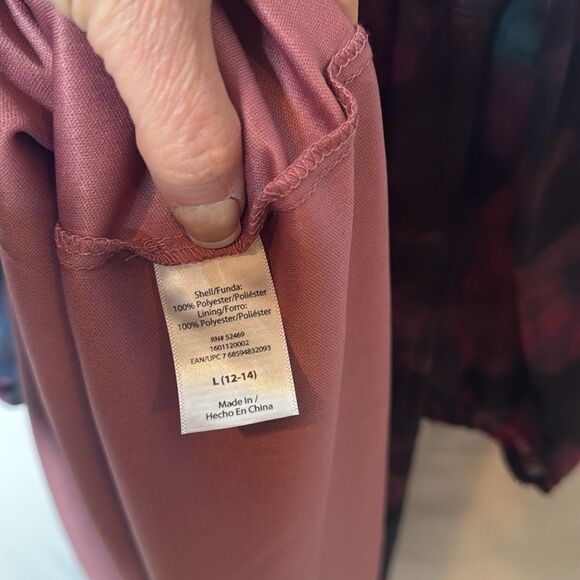 Shell/Funda:
100% Polyester/Poliéster
Lining/Forro:
100% Polyester/Poliéster
RN# 52469
1601120002
EAN/UPC 7 68594832093
L (12-14)
Made In /
Hecho En China